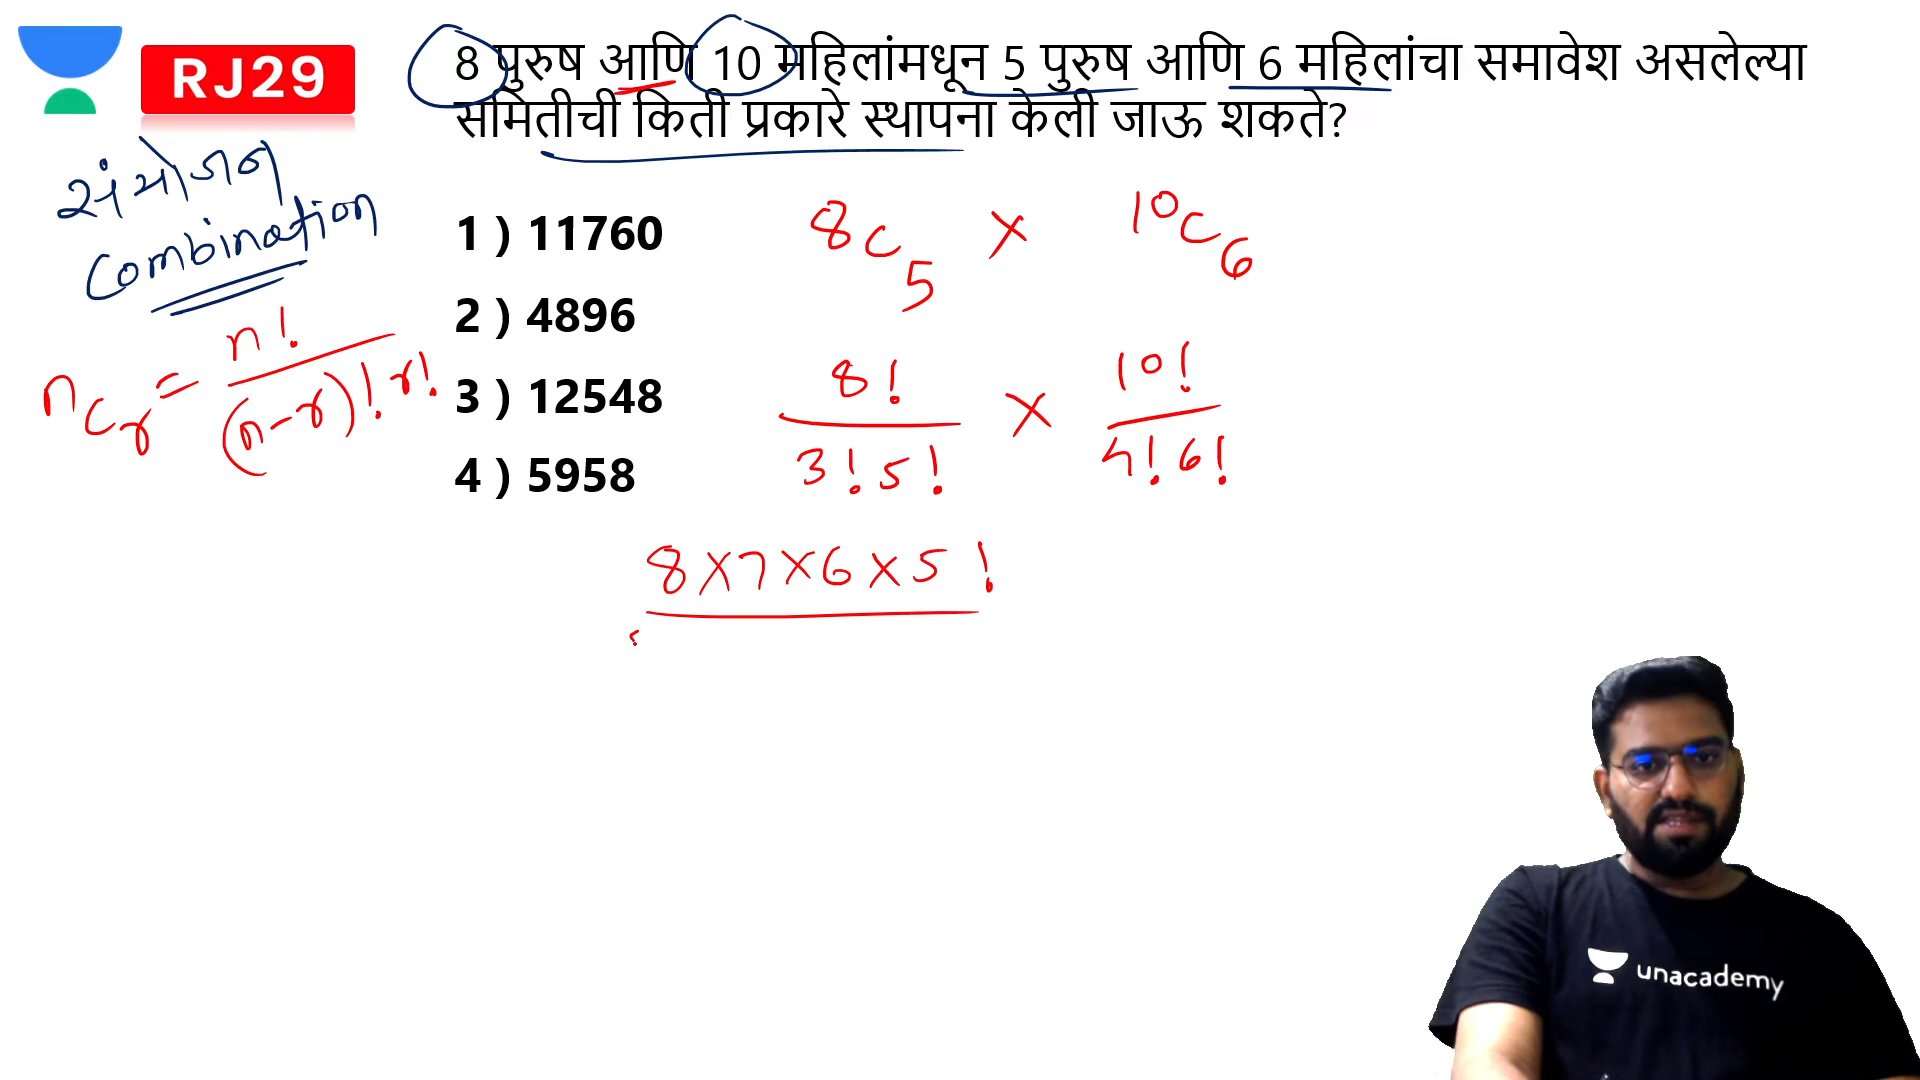 RJ29
8 पुरुष आणि 10 महिलांमधून 5 पुरुष आणि 6 महिलांचा समावेश असलेल्या
समितीची किती प्रकारे स्थापना केली जाऊ शकते?
संयोजन
Combination
nCr = n! / (n-r)! r!
1 ) 11760
2 ) 4896
3 ) 12548
4 ) 5958
8C5 × 10C6
8! / 3! 5! × 10! / 4! 6!
8×7×6×5!
unacademy